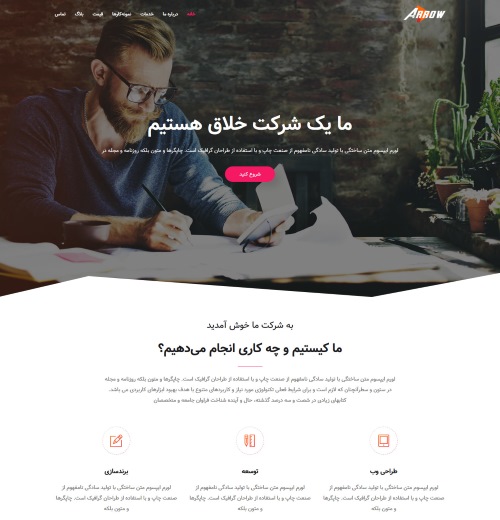 ARROW
خانه درباره ما خدمات نمونه‌کارها قیمت بلاگ تماس
ما یک شرکت خلاق هستیم
لورم ایپسوم متن ساختگی با تولید سادگی نامفهوم از صنعت چاپ و با استفاده از طراحان گرافیک است. چاپگرها و متون بلکه روزنامه و مجله در
شروع کنید
به شرکت ما خوش آمدید
ما کیستیم و چه کاری انجام می‌دهیم؟
لورم ایپسوم متن ساختگی با تولید سادگی نامفهوم از صنعت چاپ و با استفاده از طراحان گرافیک است. چاپگرها و متون بلکه روزنامه و مجله
در ستون و سطرآنچنان که لازم است و برای شرایط فعلی تکنولوژی مورد نیاز و کاربردهای متنوع با هدف بهبود ابزارهای کاربردی می باشد.
کتابهای زیادی در شصت و سه درصد گذشته، حال و آینده شناخت فراوان جامعه و متخصصان
طراحی وب
لورم ایپسوم متن ساختگی با تولید سادگی نامفهوم از
صنعت چاپ و با استفاده از طراحان گرافیک است. چاپگرها
و متون بلکه
توسعه
لورم ایپسوم متن ساختگی با تولید سادگی نامفهوم از
صنعت چاپ و با استفاده از طراحان گرافیک است. چاپگرها
و متون بلکه
برندسازی
لورم ایپسوم متن ساختگی با تولید سادگی نامفهوم از
صنعت چاپ و با استفاده از طراحان گرافیک است. چاپگرها
و متون بلکه